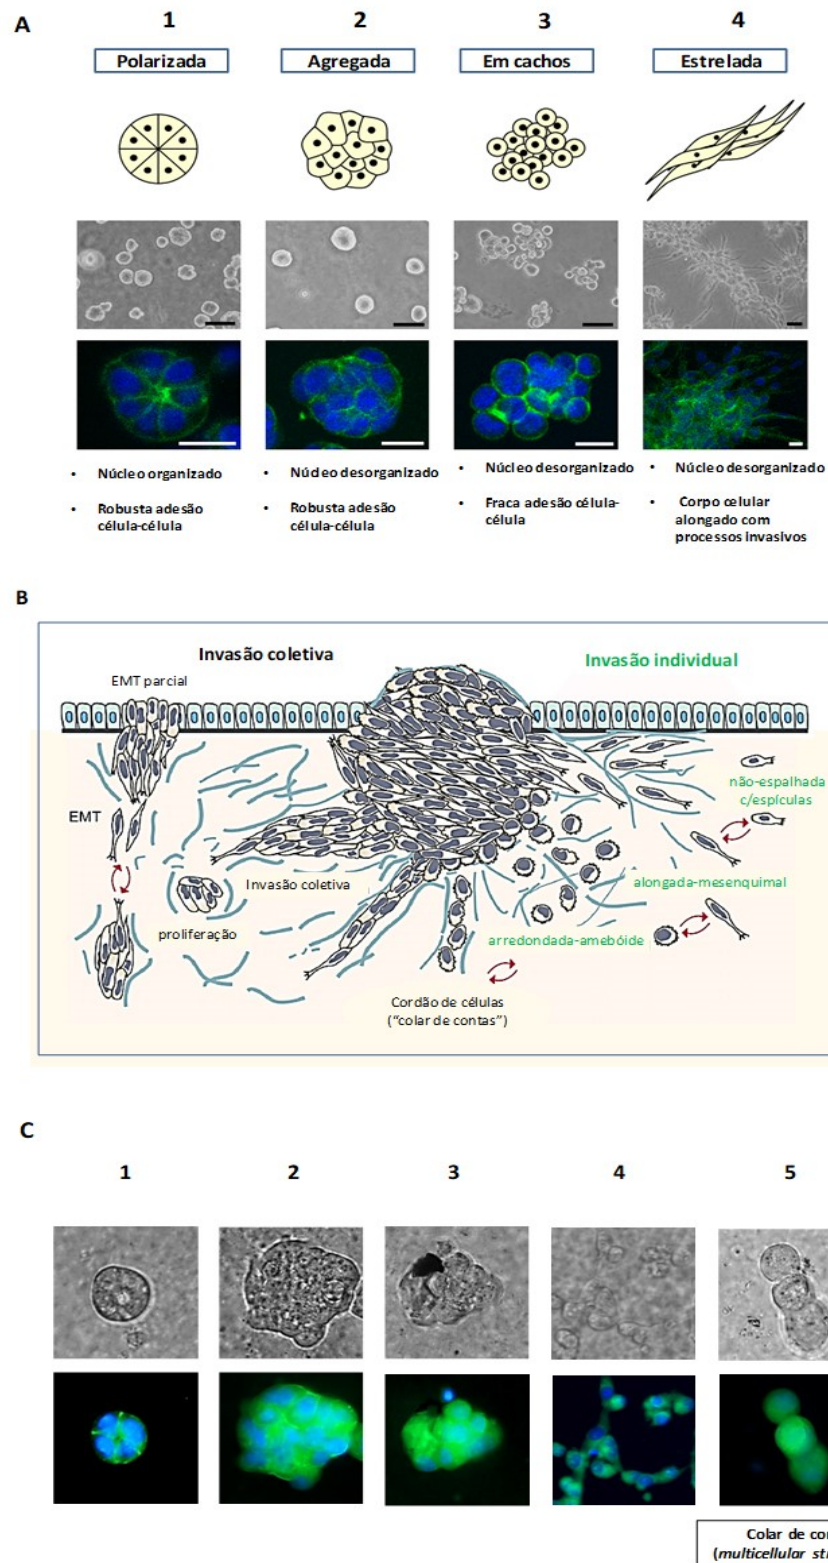 A
1 2 3 4
Polarizada Agregada Em cachos Estrelada
• Núcleo organizado
• Robusta adesão
célula-célula
• Núcleo desorganizado
• Robusta adesão
célula-célula
• Núcleo desorganizado
• Fraca adesão célula-
célula
• Núcleo desorganizado
• Corpo celular
alongado com
processos invasivos
B
Invasão coletiva
Invasão individual
EMT parcial
não-espalhada
c/espículas
EMT
Invasão coletiva
alongada-mesenquimal
proliferação
arredondada-amebóide
Cordão de células
("colar de contas")
C
1 2 3 4 5
Colar de
(multicellular